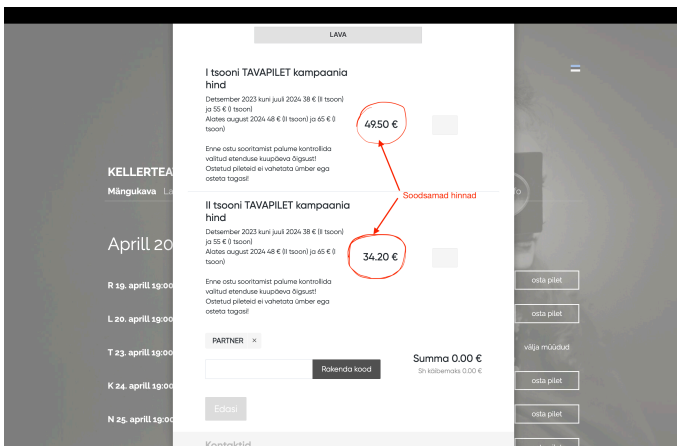 LAVA
I tsooni TAVAPILET kampaania
hind
Detsember 2023 kuni juuli 2024 38 € (II tsoon)
ja 55 € (I tsoon)
Alates august 2024 48 € (II tsoon) ja 65 € (I
tsoon)
49.50 €
Enne ostu sooritamist palume kontrollida
valitud etenduse kuupäeva õigsust!
Ostetud pileteid ei vahetata ümber ega
osteta tagasi!
KELLERTEA
Mängukava La
fo
Soodsamad hinnad
II tsooni TAVAPILET kampaania
hind
Detsember 2023 kuni juuli 2024 38 € (II tsoon)
ja 55 € (I tsoon)
Alates august 2024 48 € (II tsoon) ja 65 € (I
tsoon)
34.20 €
Enne ostu sooritamist palume kontrollida
valitud etenduse kuupäeva õigsust!
Ostetud pileteid ei vahetata ümber ega
osteta tagasi!
Aprill 20
R 19. aprill 19:00
osta pilet
L 20. aprill 19:00
osta pilet
PARTNER ×
T 23. aprill 19:00
välja müüdud
Rakenda kood
Summa 0.00 €
Sh käibemaks 0.00 €
K 24. aprill 19:00
osta pilet
Edasi
N 25. aprill 19:00
osta pilet
Kontaktid